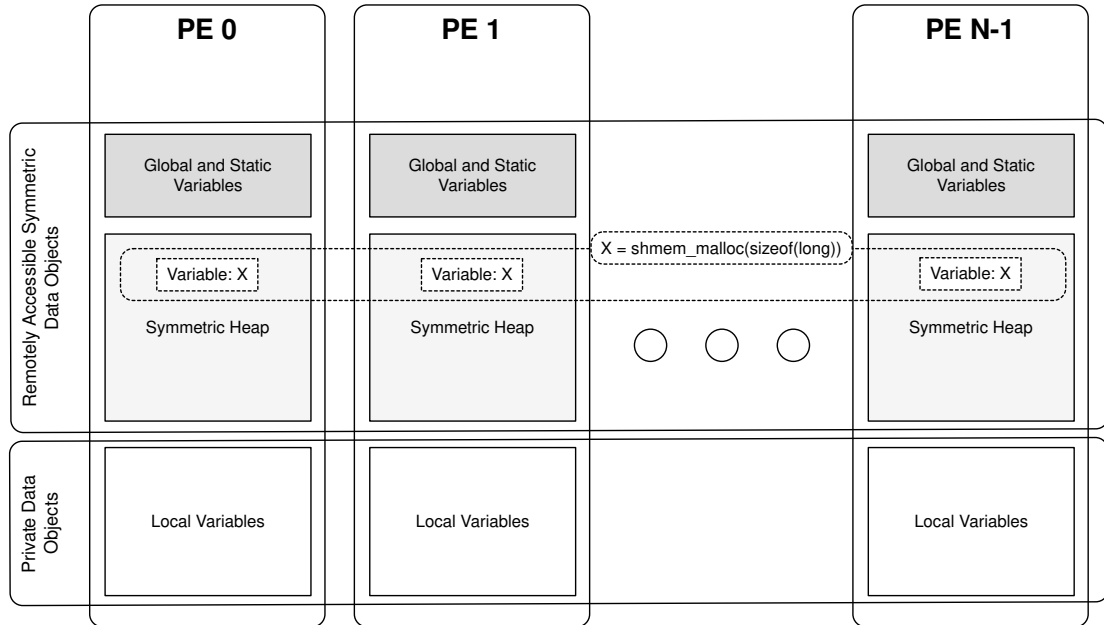 PE 0
PE 1
PE N-1
Remotely Accessible Symmetric
Data Objects
Global and Static
Variables
Global and Static
Variables
Global and Static
Variables
X = shmem_malloc(sizeof(long))
Variable: X
Variable: X
Variable: X
Symmetric Heap
Symmetric Heap
Symmetric Heap
Private Data
Objects
Local Variables
Local Variables
Local Variables